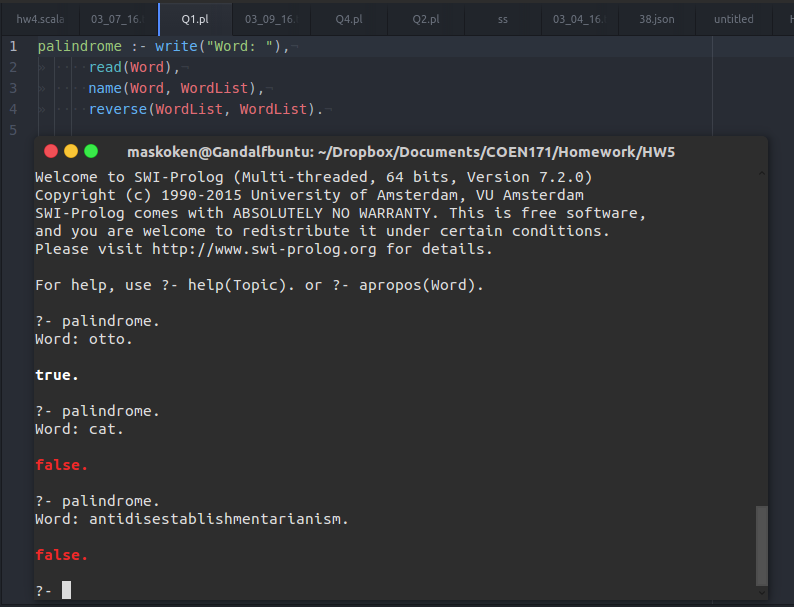 hw4.scala 03_07_16. Q1.pl 03_09_16. Q4.pl Q2.pl ss 03_04_16. 38.json untitled
1 palindrome :- write("Word: "),
2 read(Word),
3 name(Word, WordList),
4 reverse(WordList, WordList).
5
maskoken@Gandalfbuntu: ~/Dropbox/Documents/COEN171/Homework/HW5
Welcome to SWI-Prolog (Multi-threaded, 64 bits, Version 7.2.0)
Copyright (c) 1990-2015 University of Amsterdam, VU Amsterdam
SWI-Prolog comes with ABSOLUTELY NO WARRANTY. This is free software,
and you are welcome to redistribute it under certain conditions.
Please visit http://www.swi-prolog.org for details.
For help, use ?- help(Topic). or ?- apropos(Word).
?- palindrome.
Word: otto.
true.
?- palindrome.
Word: cat.
false.
?- palindrome.
Word: antidisestablishmentarianism.
false.
?-